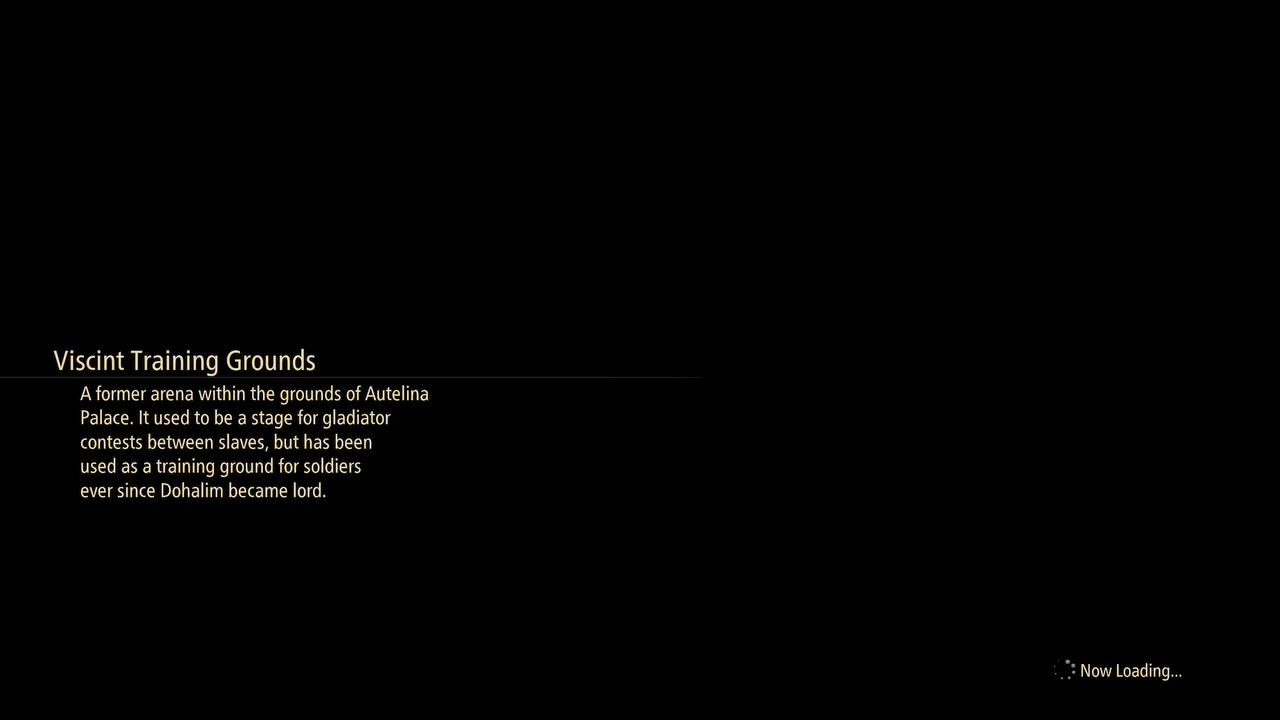 Viscint Training Grounds
A former arena within the grounds of Autelina
Palace. It used to be a stage for gladiator
contests between slaves, but has been
used as a training ground for soldiers
ever since Dohalim became lord.
Now Loading...